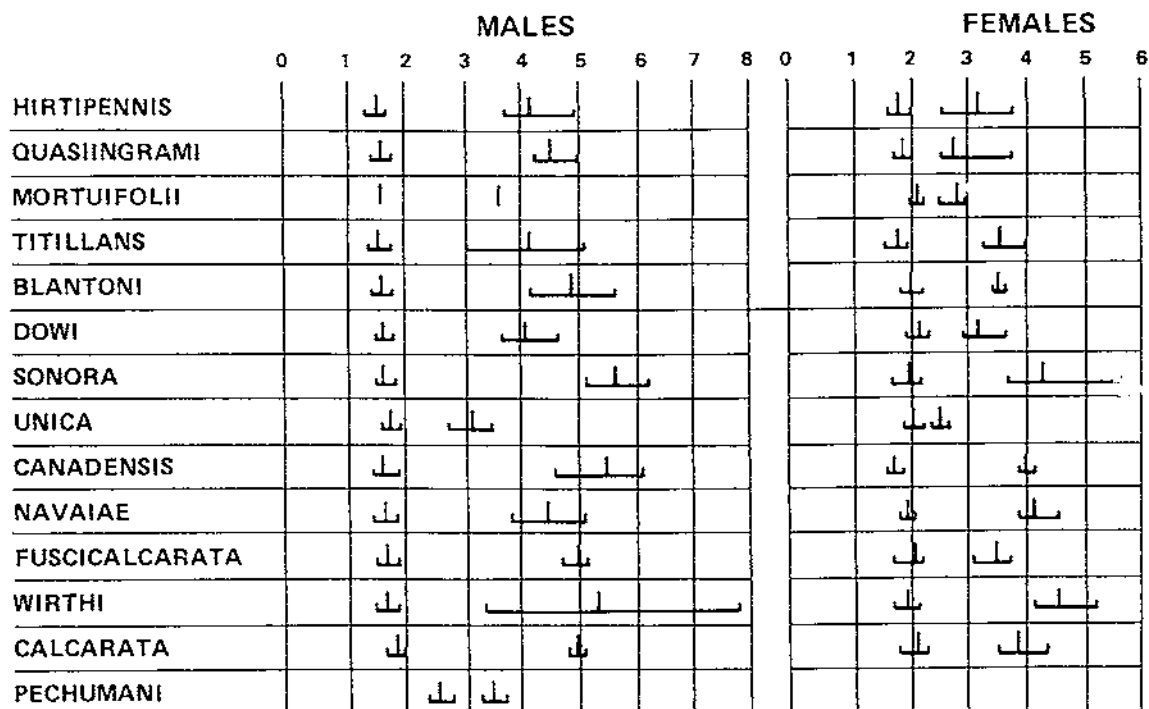 MALES FEMALES
0 1 2 3 4 5 6 7 8 0 1 2 3 4 5 6
HIRTIPENNIS
QUASIINGRAMI
MORTUIFOLII
TITILLANS
BLANTONI
DOWI
SONORA
UNICA
CANADENSIS
NAVAIAE
FUSCICALCARATA
WIRTHI
CALCARATA
PECHUMANI